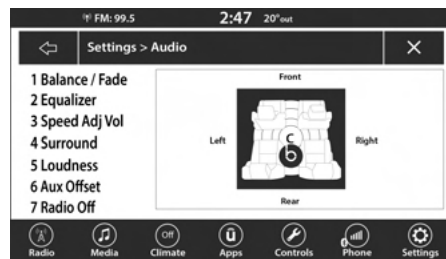 FM: 99.5 2:47 20°out
Settings > Audio
1 Balance / Fade
2 Equalizer
3 Speed Adj Vol
4 Surround
5 Loudness
6 Aux Offset
7 Radio Off
Front
Left Right
C
b
Rear
Off ū
Radio Media Climate Apps Controls Phone Settings